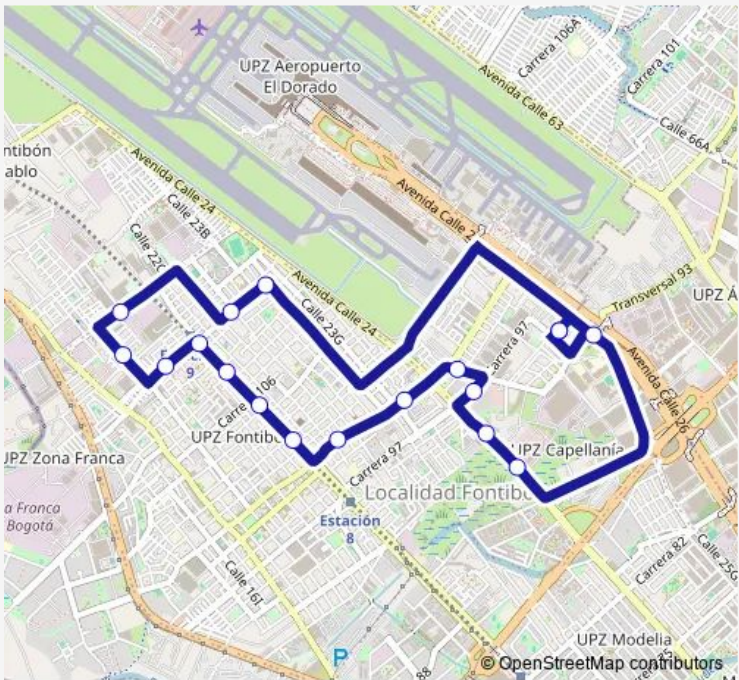 Carrera 106A
Carrera 101
UPZ Aeropuerto
El Dorado
Avenida Calle 63
Calle 66A
ntibón
ablo
Avenida Calle 24
Calle 23B
Avenida Calle 2
Calle 22C
Transversal 93
UPZ Á
Avenida Calle 24
Calle 23G
Carrera 97
Avenida Calle 26
9
Carre 106
UPZ Fontib
UPZ Capellanía
UPZ Zona Franca
Carrera 97
Localidad Fontibó
a Franca
Bogotá
Estación
8
Carrera 82
Calle 25G
Calle 16I
UPZ Modelia
P
88
© OpenStreetMap contributors